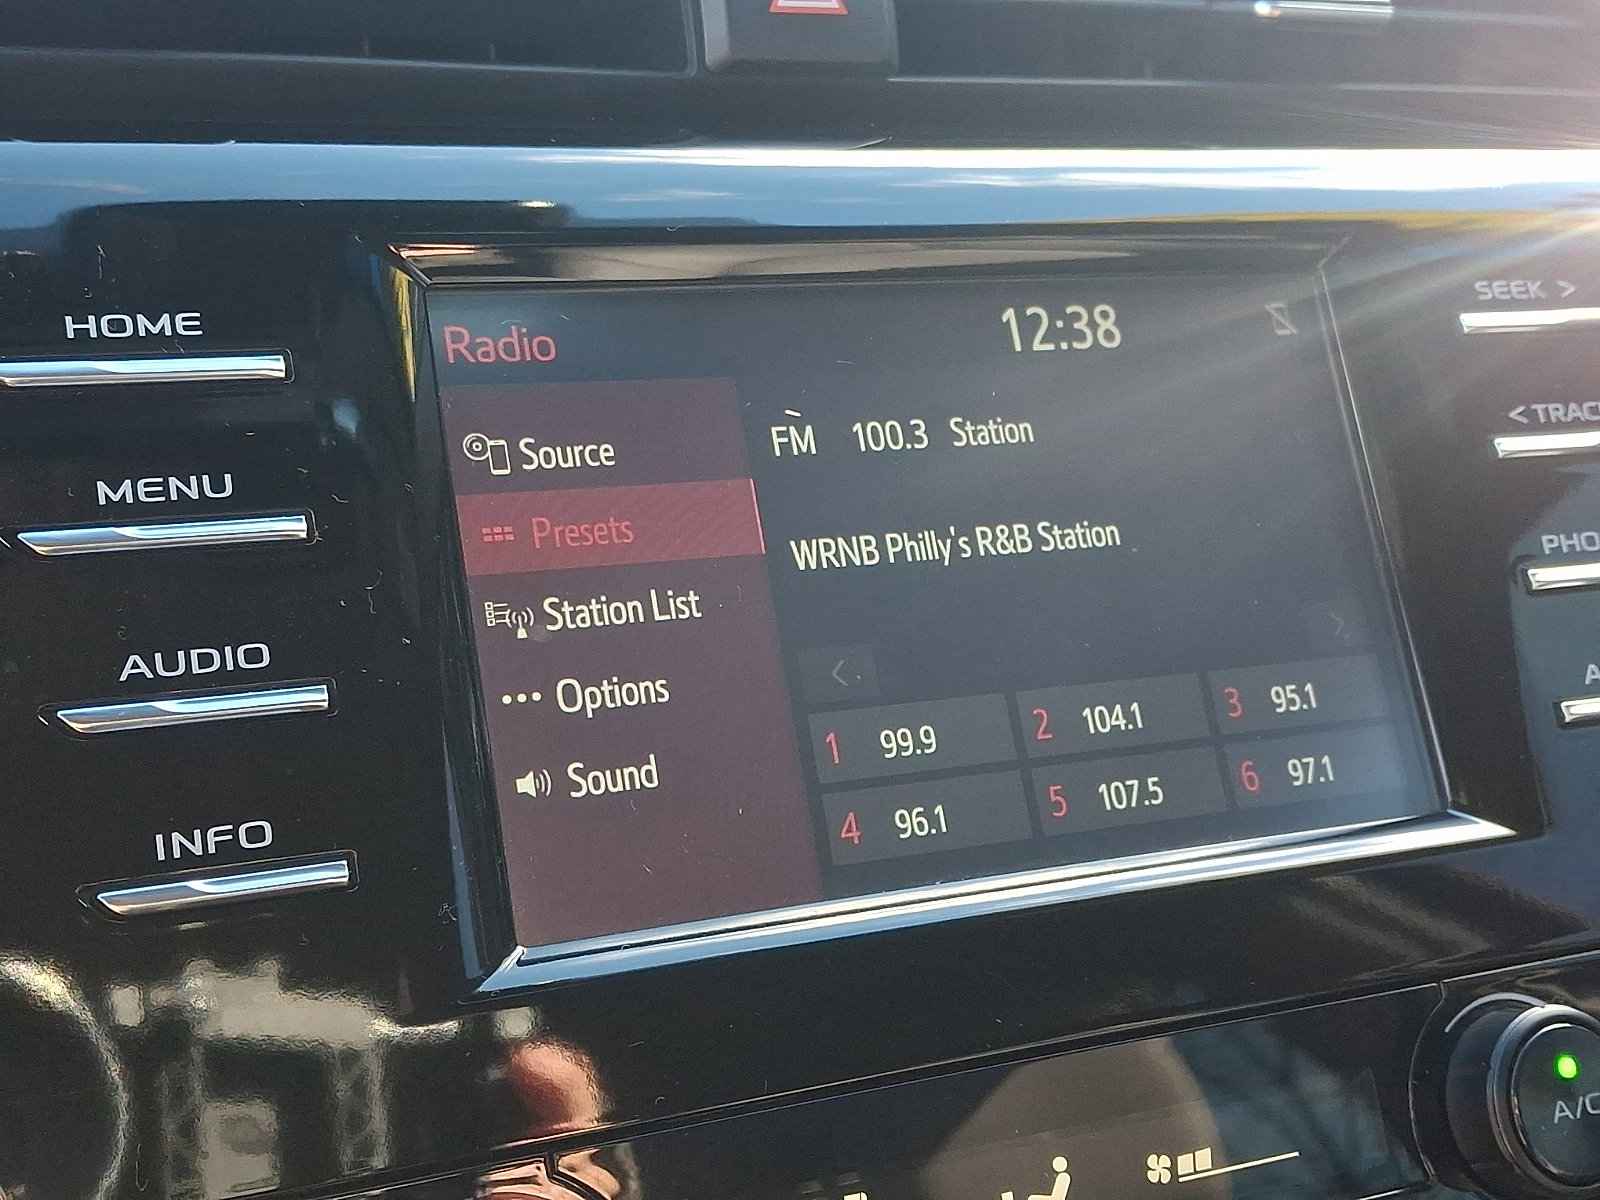 HOME
MENU
AUDIO
INFO
Radio
12:38
Source
Presets
Station List
Options
Sound
FM 100.3 Station
WRNB Philly's R&B Station
1 99.9
2 104.1
3 95.1
4 96.1
5 107.5
6 97.1
SEEK >
< TRAC
PHO
A
A/C